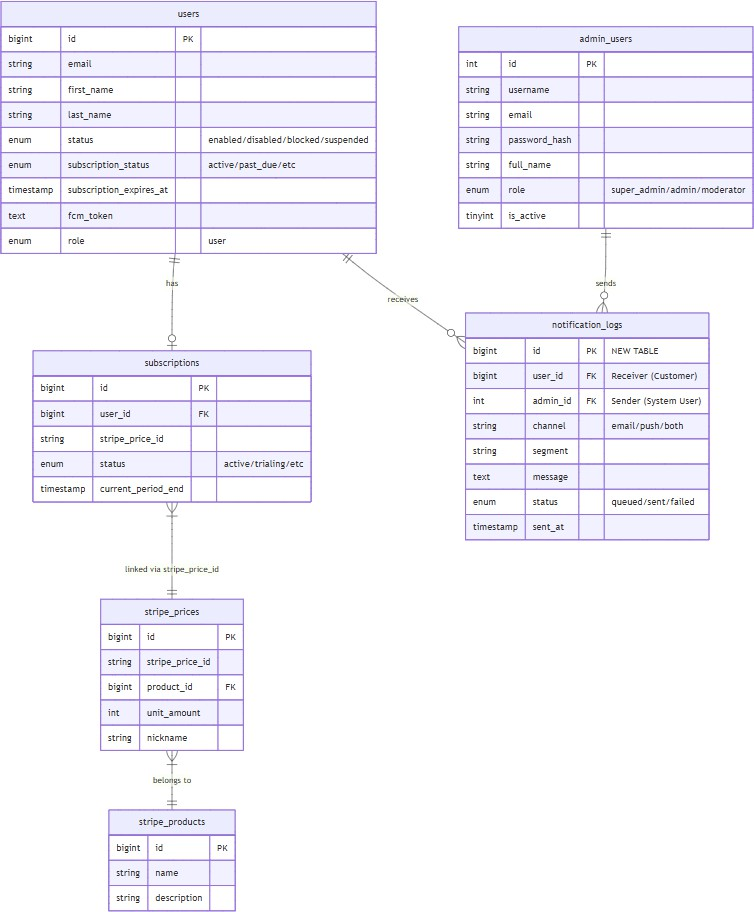 users
bigint id PK
string email
string first_name
string last_name
enum status enabled/disabled/blocked/suspended
enum subscription_status active/past_due/etc
timestamp subscription_expires_at
text fcm_token
enum role user
admin_users
int id PK
string username
string email
string password_hash
string full_name
enum role super_admin/admin/moderator
tinyint is_active
has
receives
sends
notification_logs
bigint id PK NEW TABLE
bigint user_id FK Receiver (Customer)
int admin_id FK Sender (System User)
string channel email/push/both
string segment
text message
enum status queued/sent/failed
timestamp sent_at
subscriptions
bigint id PK
bigint user_id FK
string stripe_price_id
enum status active/trialing/etc
timestamp current_period_end
linked via stripe_price_id
stripe_prices
bigint id PK
string stripe_price_id
bigint product_id FK
int unit_amount
string nickname
belongs to
stripe_products
bigint id PK
string name
string description